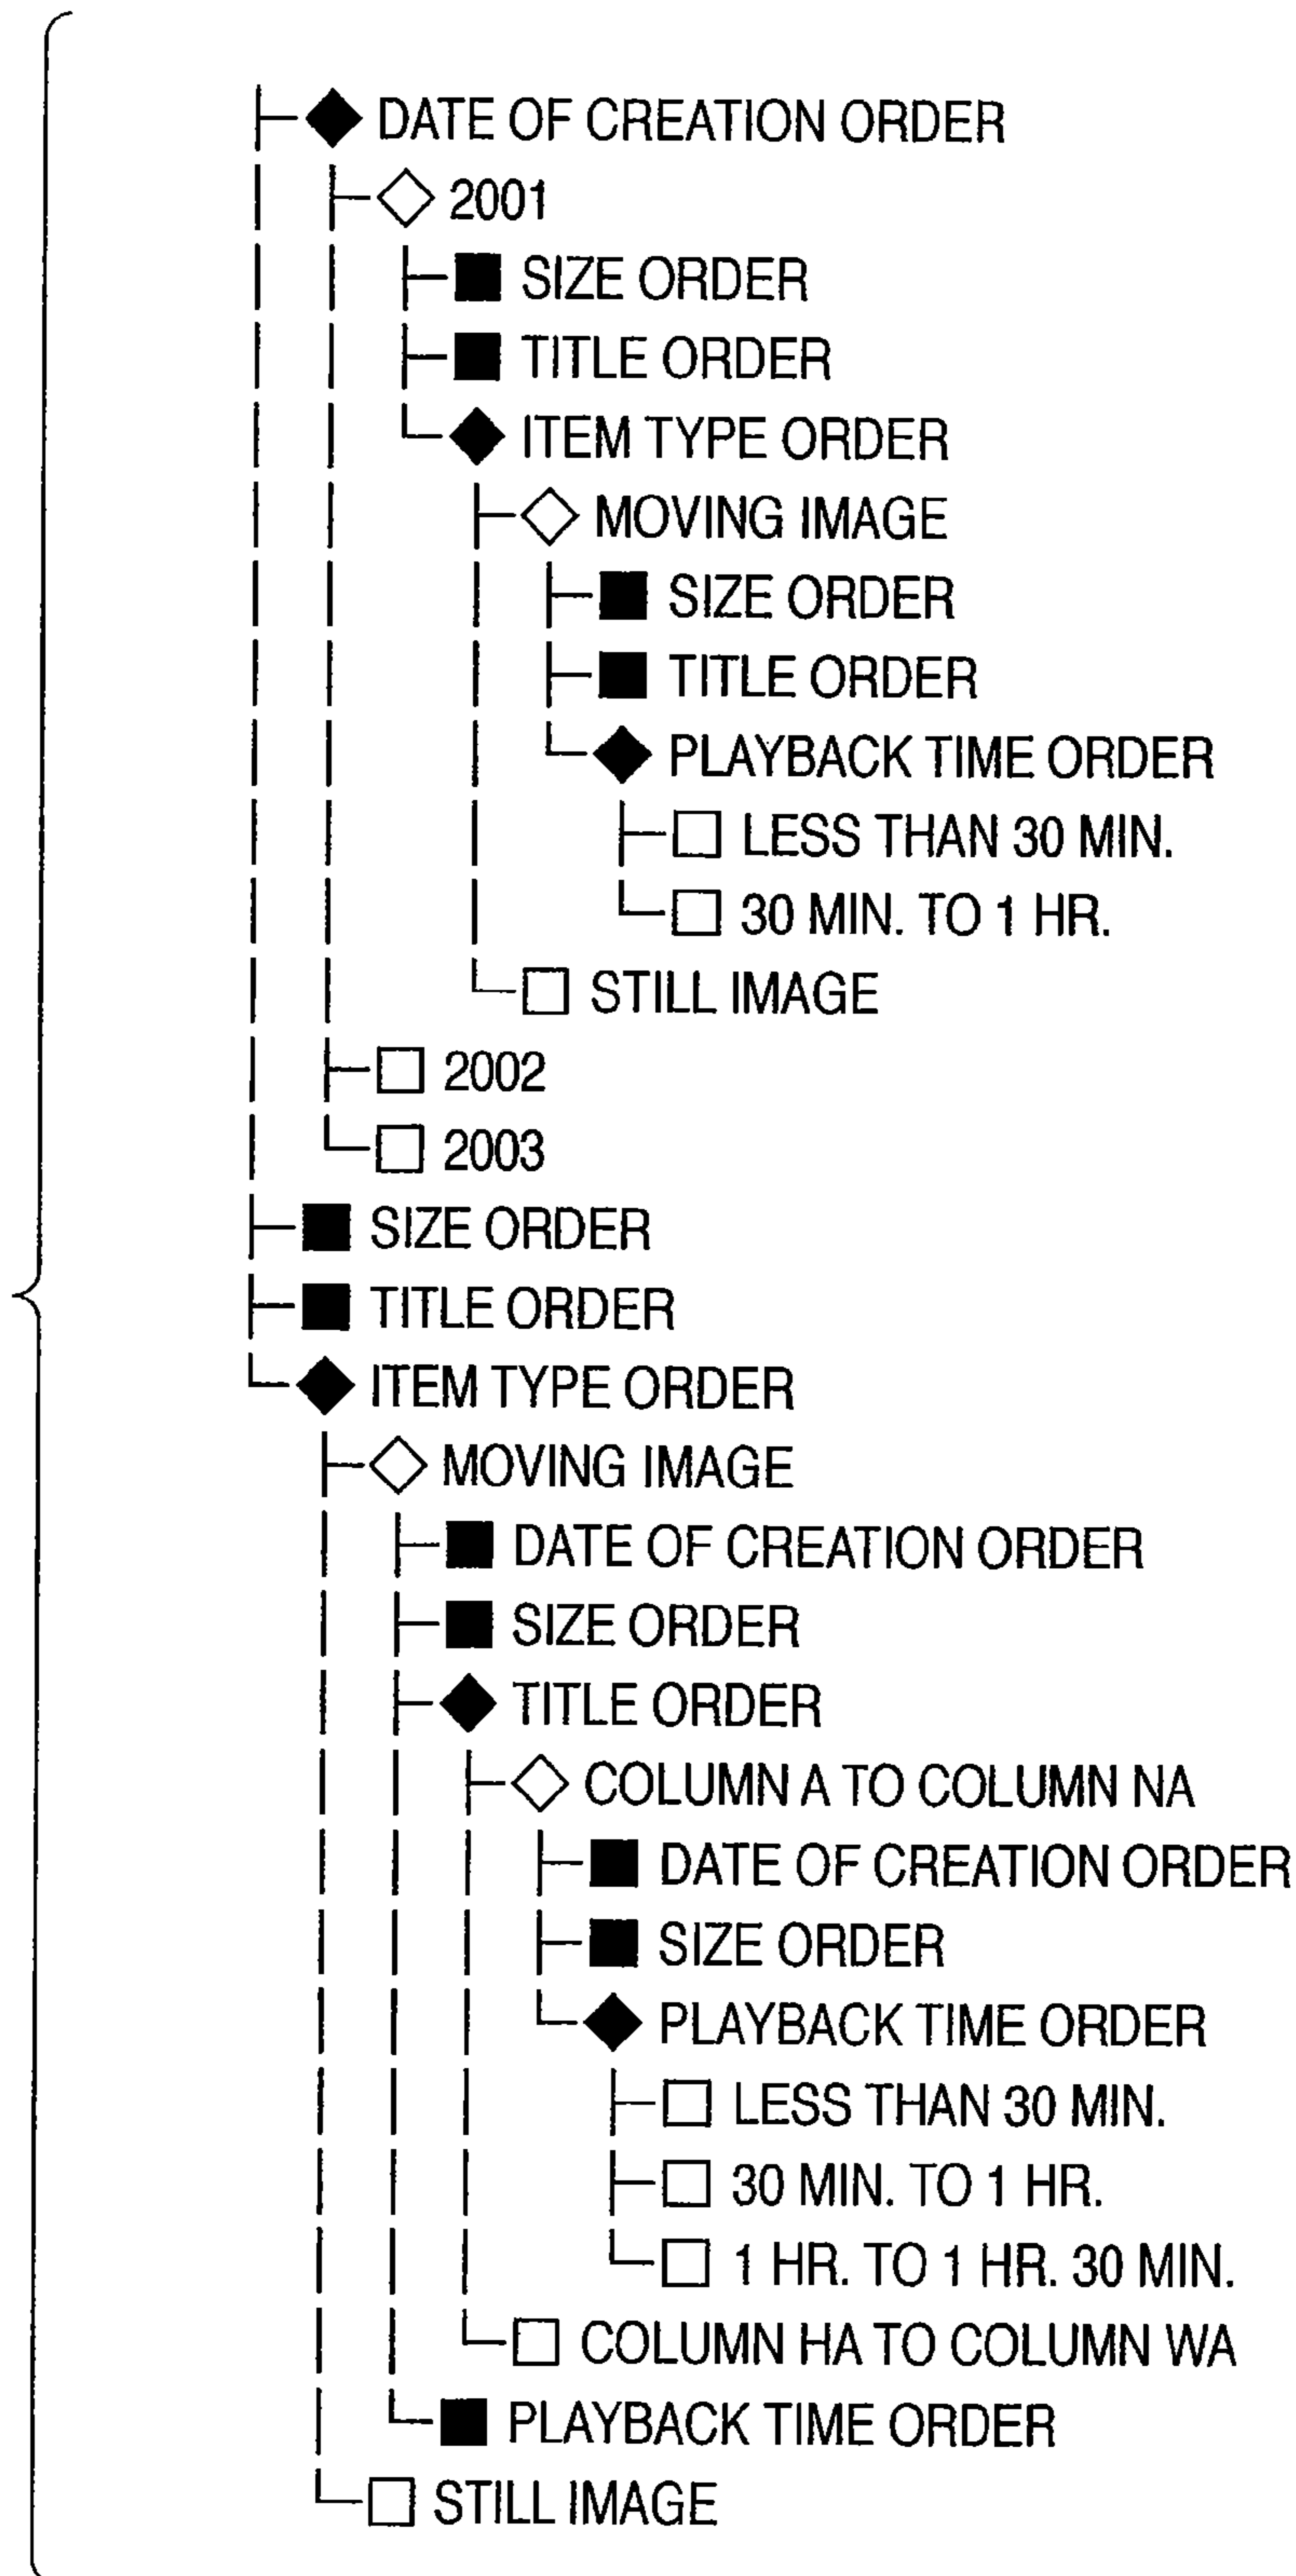 DATE OF CREATION ORDER
2001
SIZE ORDER
TITLE ORDER
ITEM TYPE ORDER
MOVING IMAGE
SIZE ORDER
TITLE ORDER
PLAYBACK TIME ORDER
LESS THAN 30 MIN.
30 MIN. TO 1 HR.
STILL IMAGE
2002
2003
SIZE ORDER
TITLE ORDER
ITEM TYPE ORDER
MOVING IMAGE
DATE OF CREATION ORDER
SIZE ORDER
TITLE ORDER
COLUMN A TO COLUMN NA
DATE OF CREATION ORDER
SIZE ORDER
PLAYBACK TIME ORDER
LESS THAN 30 MIN.
30 MIN. TO 1 HR.
1 HR. TO 1 HR. 30 MIN.
COLUMN HA TO COLUMN WA
PLAYBACK TIME ORDER
STILL IMAGE